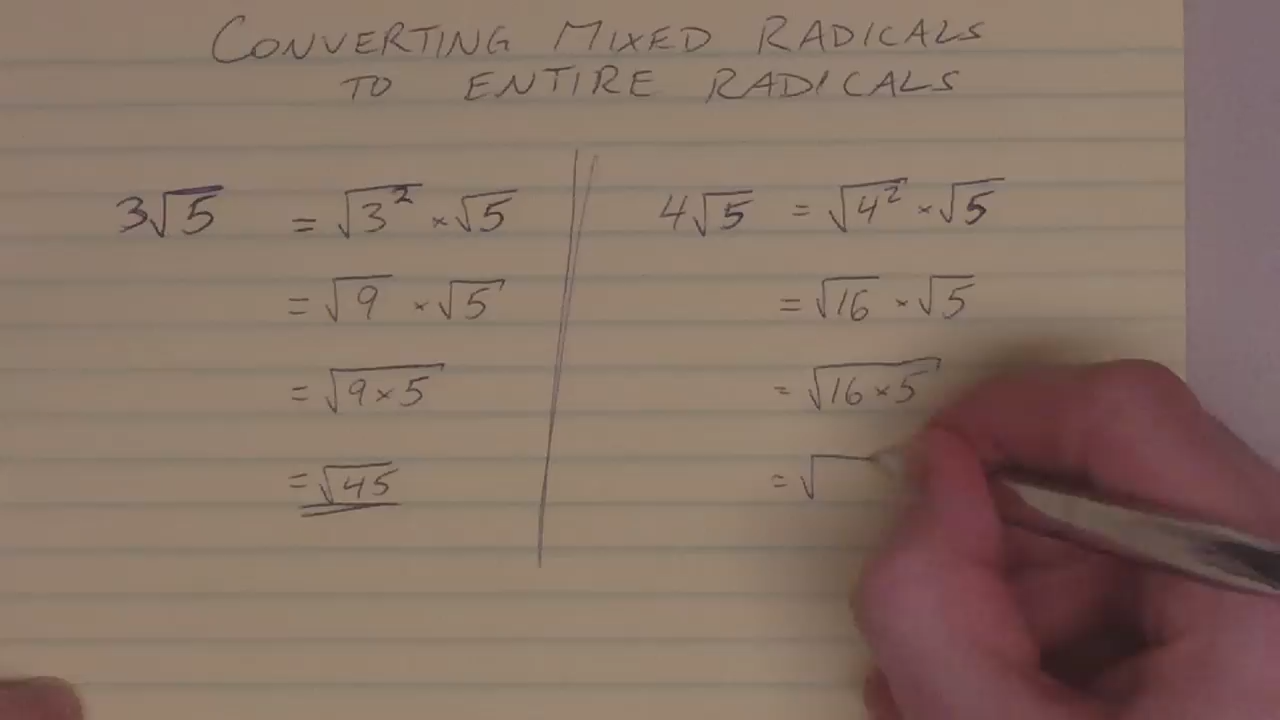 CONVERTING MIXED RADICALS
TO ENTIRE RADICALS
3√5 = √3² × √5
= √9 × √5
= √9×5
= √45
4√5 = √4² × √5
= √16 × √5
= √16×5
= √